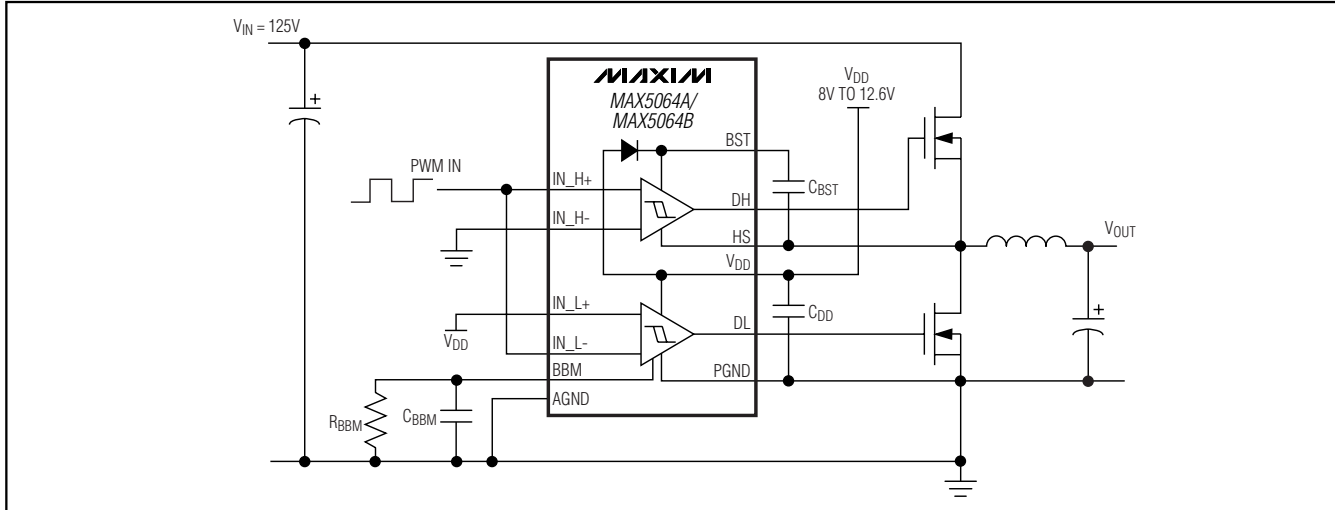 VIN = 125V
MAXIM
MAX5064A/
MAX5064B
VDD
8V TO 12.6V
BST
PWM IN
IN_H+
CBST
DH
IN_H-
HS
VOUT
VDD
IN_L+
CDD
VDD
DL
IN_L-
BBM
PGND
AGND
RBBM
CBBM
+
+